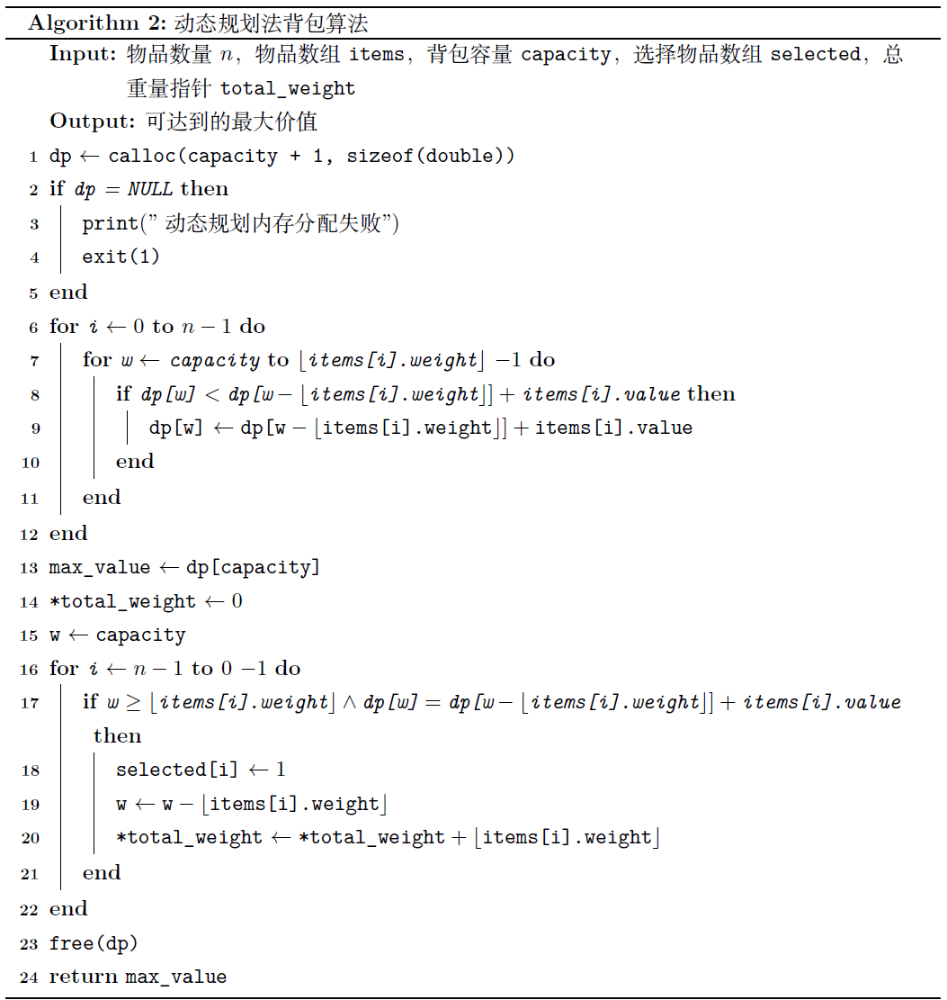 Algorithm 2: 动态规划法背包算法
Input: 物品数量 n，物品数组 items，背包容量 capacity，选择物品数组 selected，总
重量指针 total_weight
Output: 可达到的最大价值
1 dp ← calloc(capacity + 1, sizeof(double))
2 if dp = NULL then
3 print(” 动态规划内存分配失败”)
4 exit(1)
5 end
6 for i ← 0 to n − 1 do
7 for w ← capacity to ⌊items[i].weight⌋ −1 do
8 if dp[w] < dp[w − ⌊items[i].weight⌋] + items[i].value then
9 dp[w] ← dp[w − ⌊items[i].weight⌋] + items[i].value
10 end
11 end
12 end
13 max_value ← dp[capacity]
14 *total_weight ← 0
15 w ← capacity
16 for i ← n − 1 to 0 −1 do
17 if w ≥ ⌊items[i].weight⌋ ∧ dp[w] = dp[w − ⌊items[i].weight⌋] + items[i].value
then
18 selected[i] ← 1
19 w ← w − ⌊items[i].weight⌋
20 *total_weight ← *total_weight + ⌊items[i].weight⌋
21 end
22 end
23 free(dp)
24 return max_value